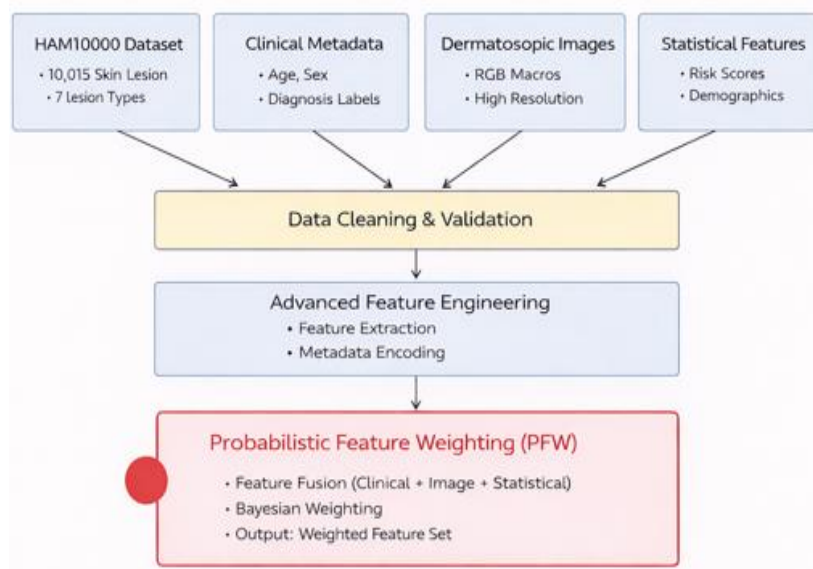 HAM10000 Dataset
• 10,015 Skin Lesion
• 7 lesion Types
Clinical Metadata
• Age, Sex
• Diagnosis Labels
Dermatosopic Images
• RGB Macros
• High Resolution
Statistical Features
• Risk Scores
• Demographics
Data Cleaning & Validation
Advanced Feature Engineering
• Feature Extraction
• Metadata Encoding
Probabilistic Feature Weighting (PFW)
• Feature Fusion (Clinical + Image + Statistical)
• Bayesian Weighting
• Output: Weighted Feature Set